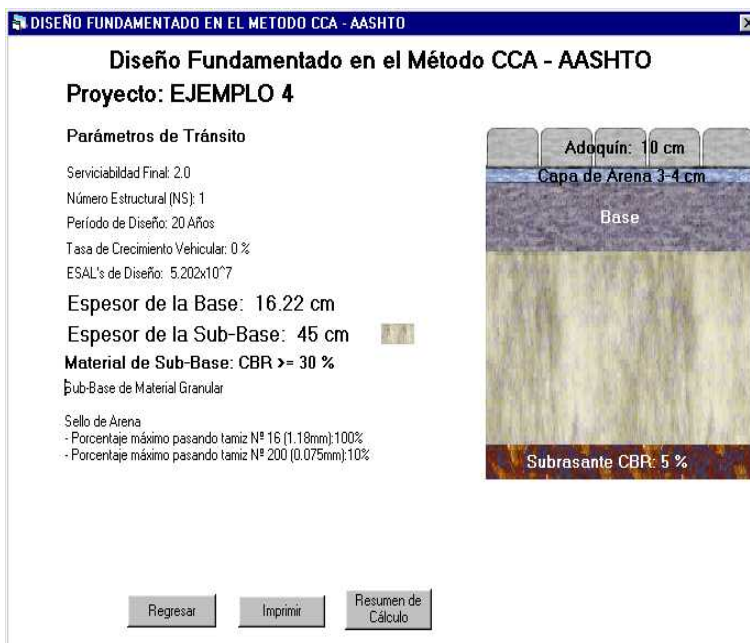 DISEÑO FUNDAMENTADO EN EL METODO CCA - AASHTO
Diseño Fundamentado en el Método CCA - AASHTO
Proyecto: EJEMPLO 4
Parámetros de Tránsito
Serviciabildad Final: 2.0
Número Estructural (NS): 1
Período de Diseño: 20 Años
Tasa de Crecimiento Vehicular: 0 %
ESAL's de Diseño: 5.202x10^7
Espesor de la Base: 16.22 cm
Espesor de la Sub-Base: 45 cm
Material de Sub-Base: CBR >= 30 %
Sub-Base de Material Granular
Sello de Arena
- Porcentaje máximo pasando tamiz Nº 16 (1.18mm):100%
- Porcentaje máximo pasando tamiz Nº 200 (0.075mm):10%
Adoquín: 10 cm
Capa de Arena 3-4 cm
Base
Subrasante CBR: 5 %
Regresar
Imprimir
Resumen de
Cálculo